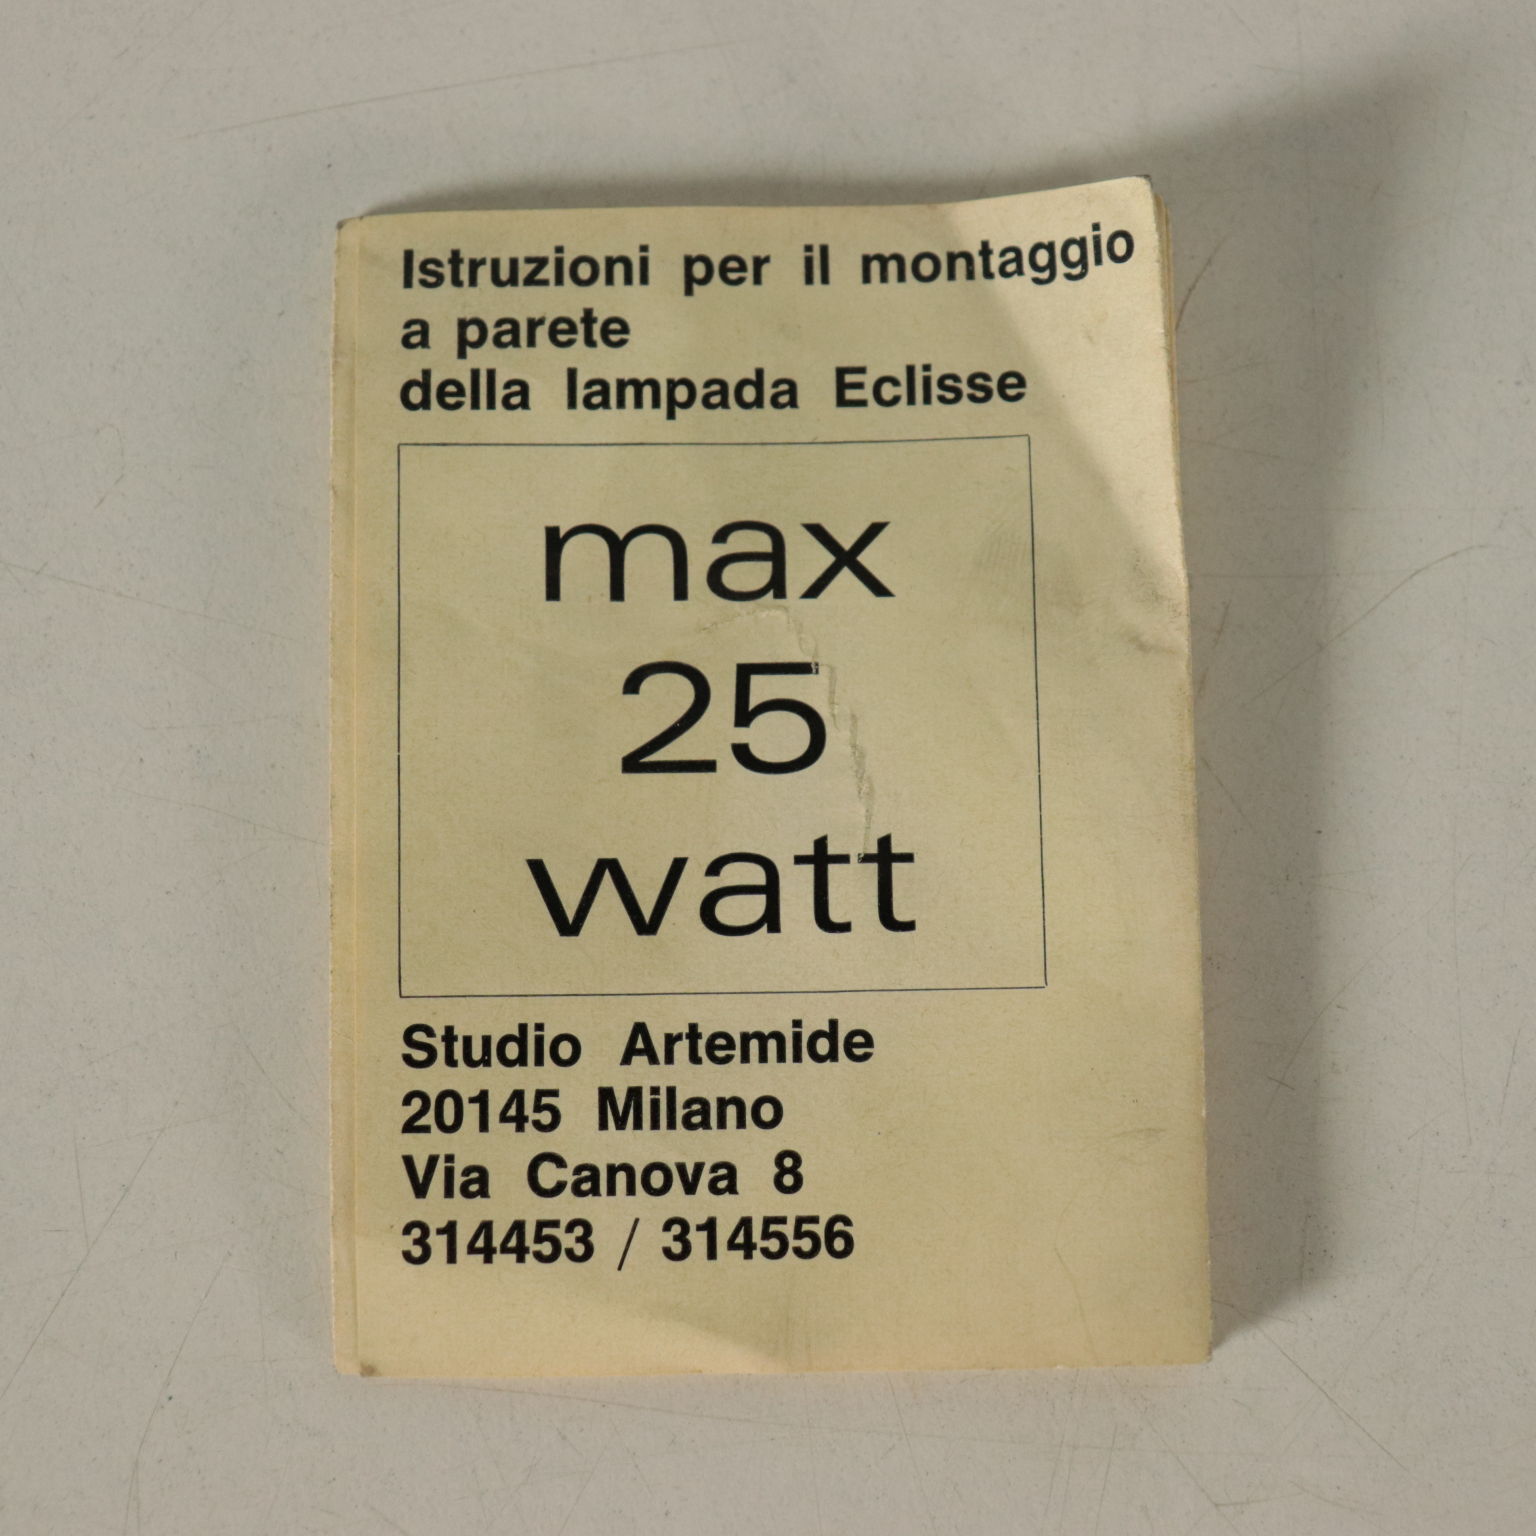 Istruzioni per il montaggio
a parete
della lampada Eclisse
max
25
watt
Studio Artemide
20145 Milano
Via Canova 8
314453 / 314556